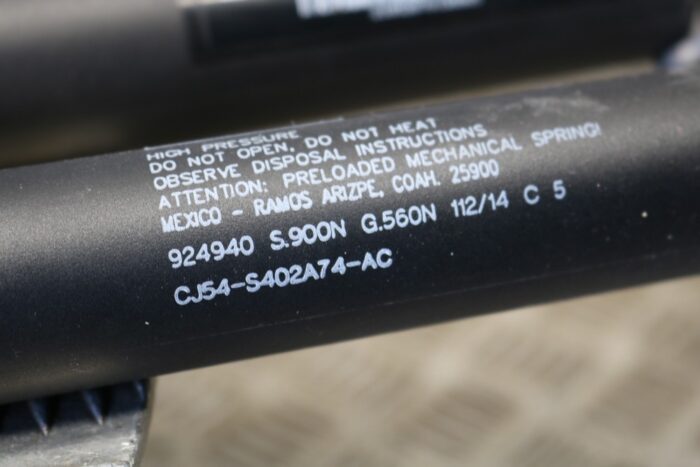 HIGH PRESSURE
DO NOT OPEN, DO NOT HEAT
OBSERVE DISPOSAL INSTRUCTIONS
ATTENTION: PRELOADED MECHANICAL SPRING!
MEXICO - RAMOS ARIZPE, COAH. 25900
924940 S.900N G.560N 112/14 C 5
CJ54-S402A74-AC